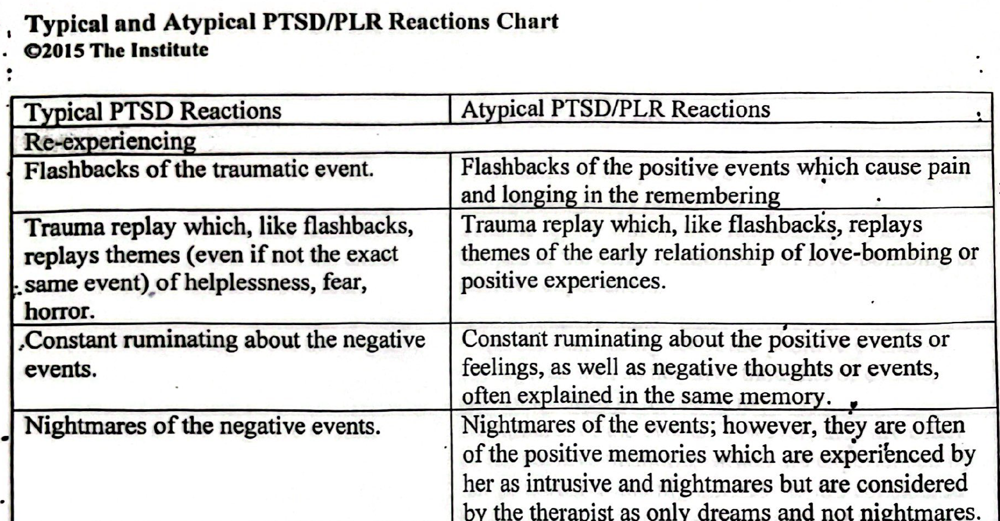 Typical and Atypical PTSD/PLR Reactions Chart
©2015 The Institute
Typical PTSD Reactions
Atypical PTSD/PLR Reactions
Re-experiencing
Flashbacks of the traumatic event.
Flashbacks of the positive events which cause pain
and longing in the remembering
Trauma replay which, like flashbacks,
replays themes (even if not the exact
same event) of helplessness, fear,
horror.
Trauma replay which, like flashbacks, replays
themes of the early relationship of love-bombing or
positive experiences.
Constant ruminating about the negative
events.
Constant ruminating about the positive events or
feelings, as well as negative thoughts or events,
often explained in the same memory.
Nightmares of the negative events.
Nightmares of the events; however, they are often
of the positive memories which are experienced by
her as intrusive and nightmares but are considered
by the therapist as only dreams and not nightmares.